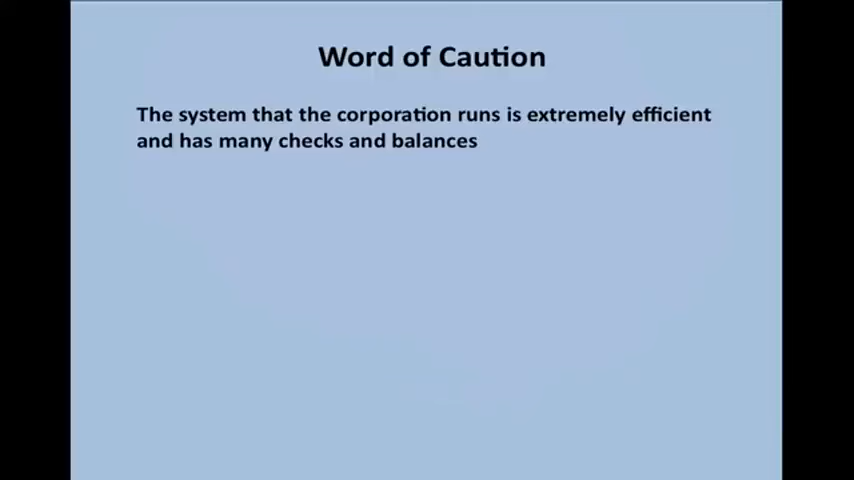 Word of Caution
The system that the corporation runs is extremely efficient
and has many checks and balances